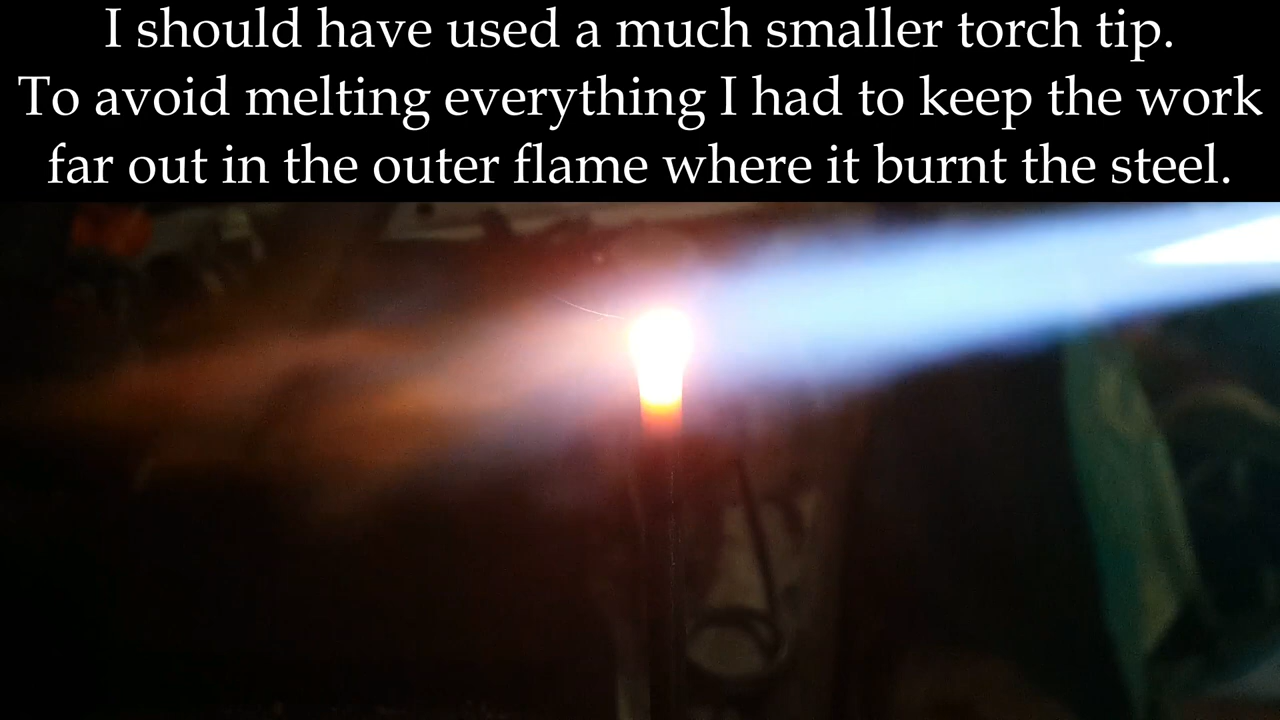 I should have used a much smaller torch tip.
To avoid melting everything I had to keep the work
far out in the outer flame where it burnt the steel.